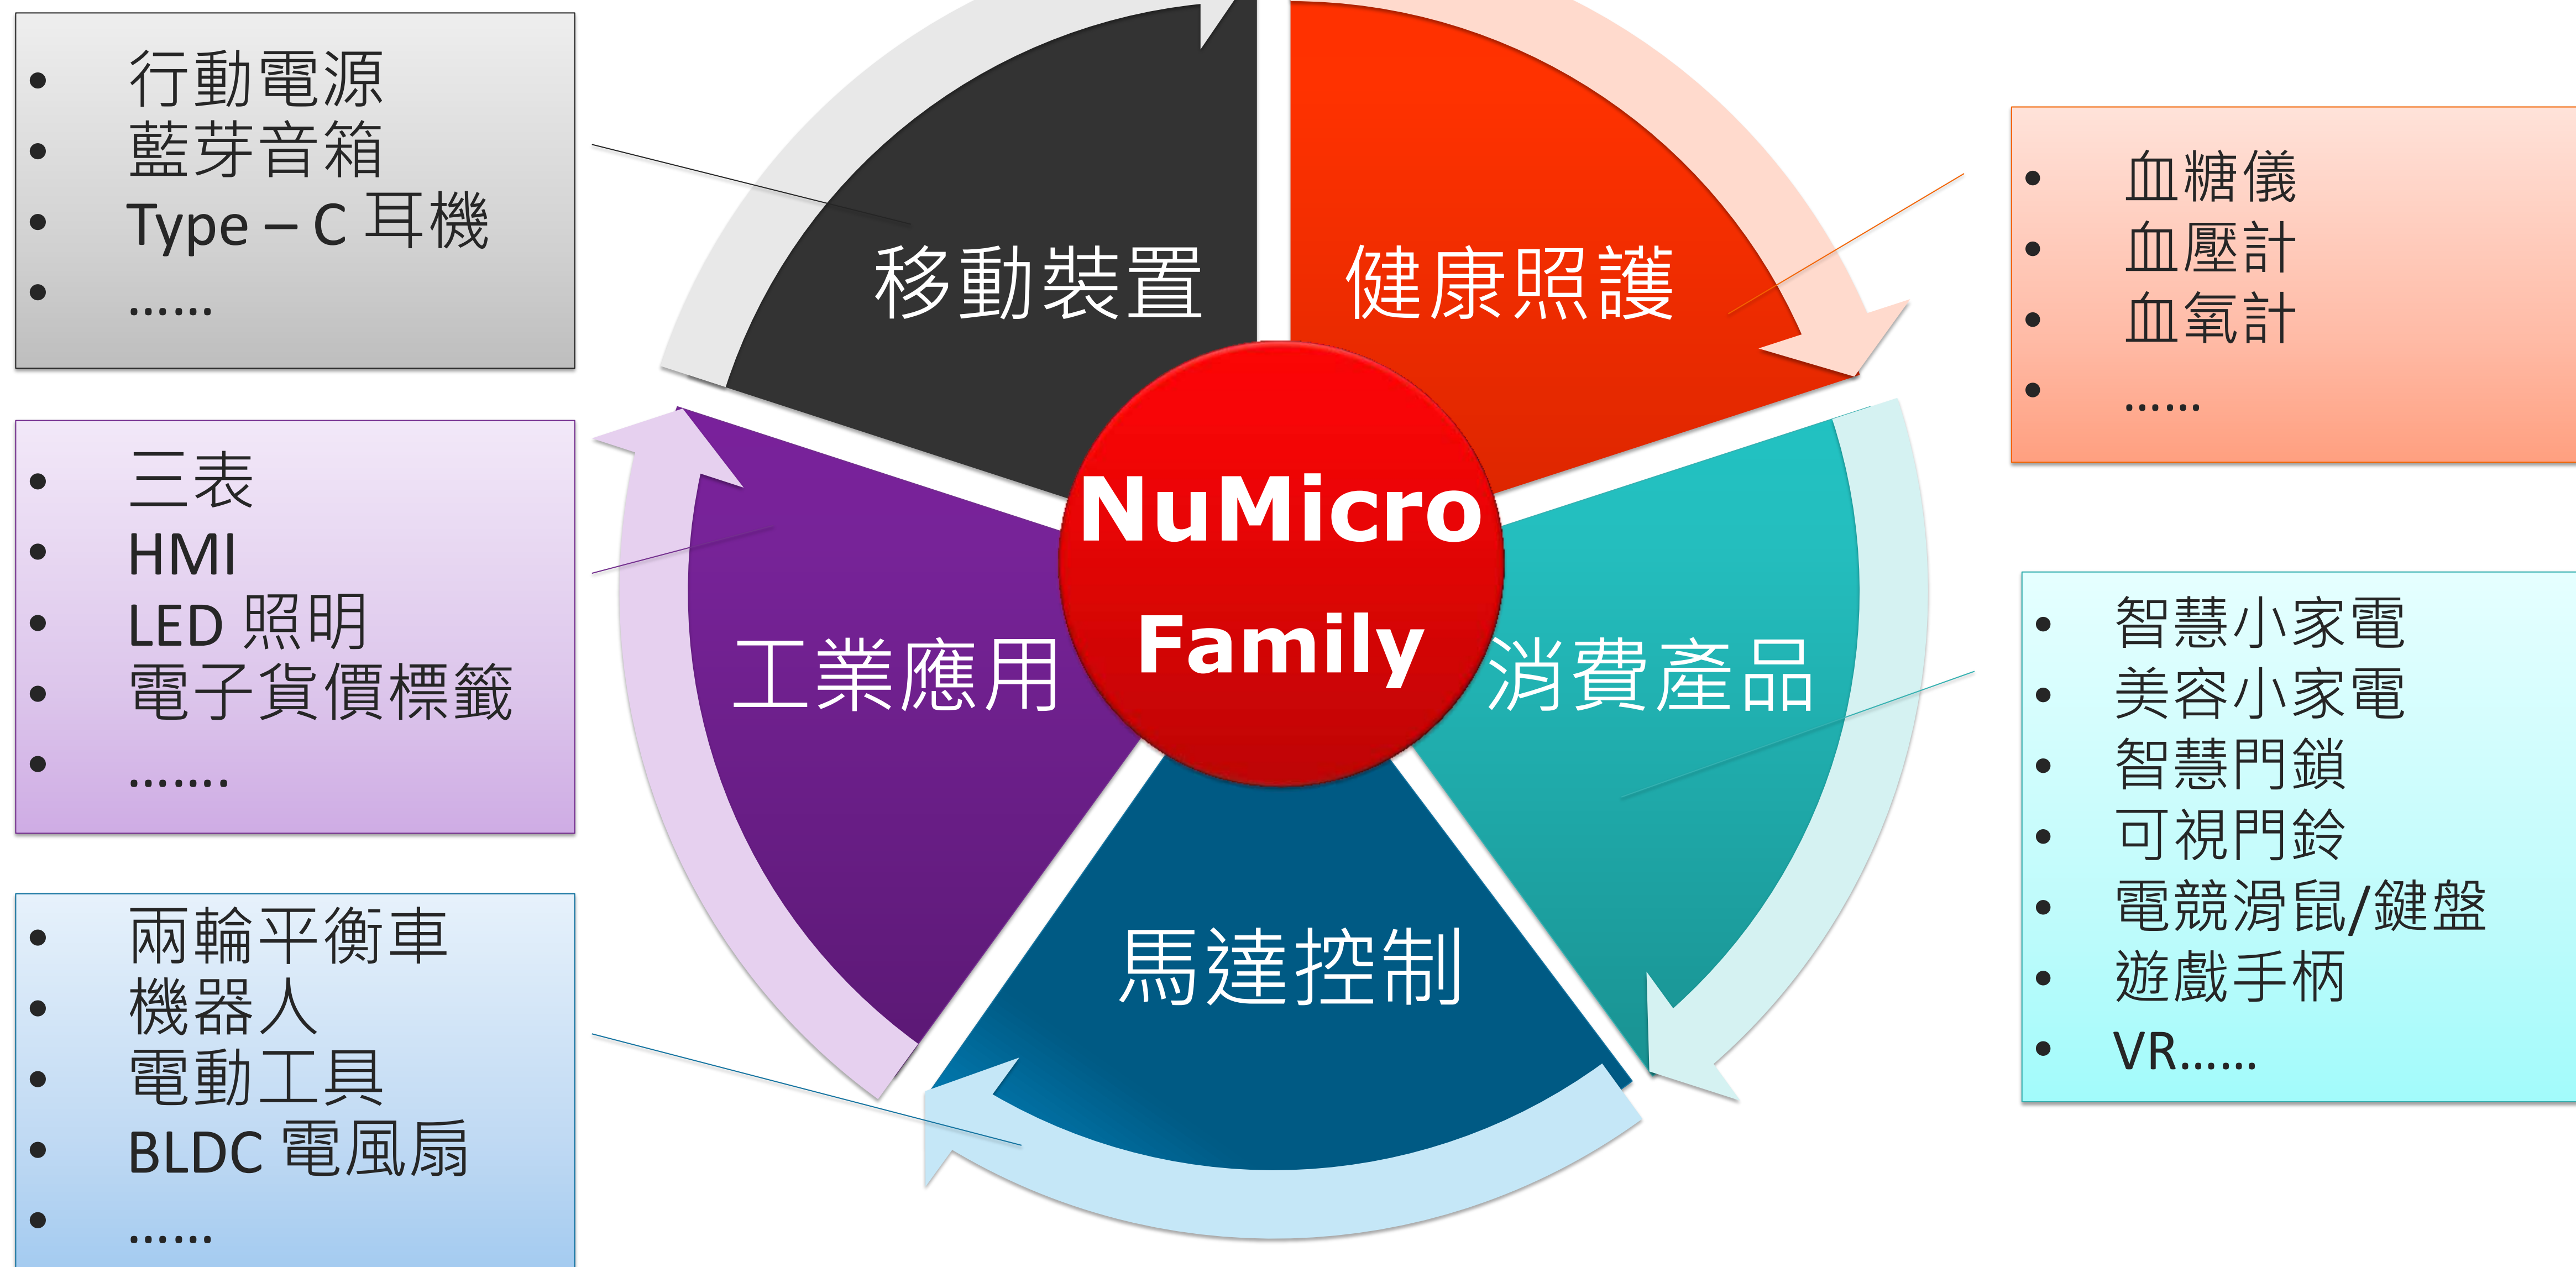 行動電源
藍芽音箱
Type – C 耳機
……
三表
HMI
LED 照明
電子貨價標籤
…….
兩輪平衡車
機器人
電動工具
BLDC 電風扇
……
移動裝置
健康照護
NuMicro
Family
工業應用
消費產品
馬達控制
血糖儀
血壓計
血氧計
……
智慧小家電
美容小家電
智慧門鎖
可視門鈴
電競滑鼠/鍵盤
遊戲手柄
VR……